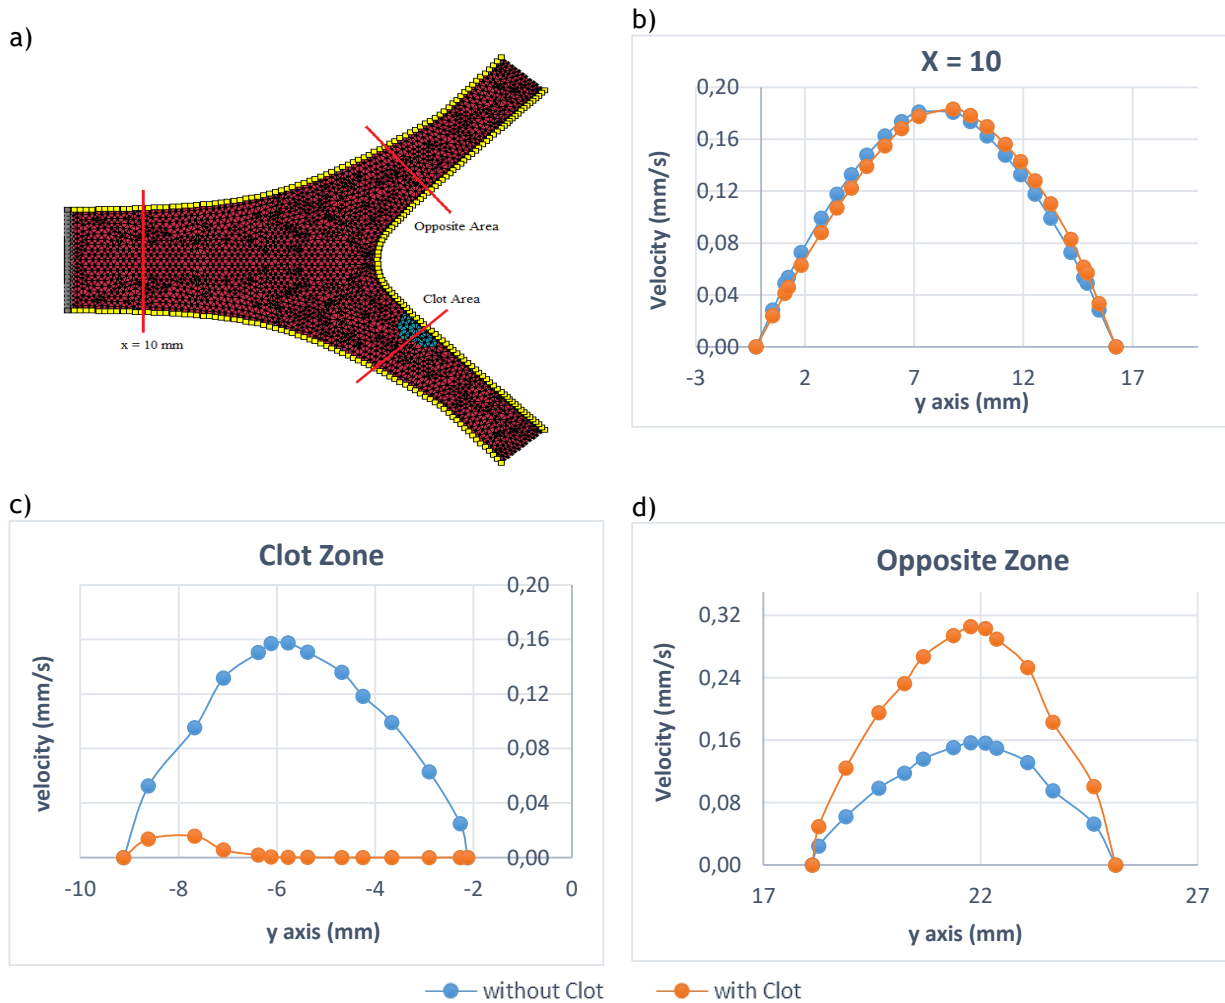 a)
Opposite Area
Clot Area
x = 10 mm
b)
X = 10
Velocity (mm/s)
0,20
0,16
0,12
0,08
0,04
0,00
-3 2 7 12 17
y axis (mm)
c)
Clot Zone
velocity (mm/s)
0,20
0,16
0,12
0,08
0,04
0,00
-10 -8 -6 -4 -2 0
y axis (mm)
d)
Opposite Zone
Velocity (mm/s)
0,32
0,24
0,16
0,08
0,00
17 22 27
y axis (mm)
without Clot with Clot